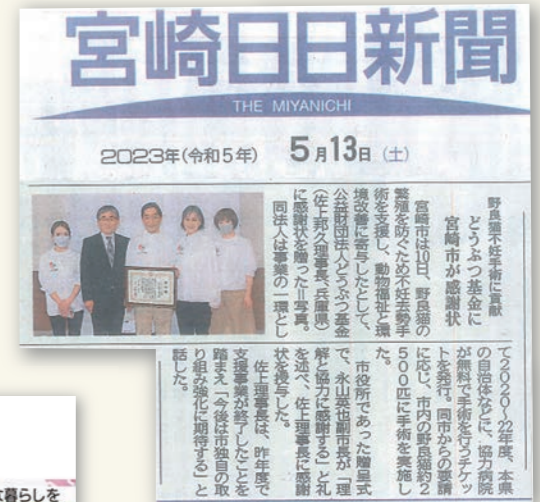 宮崎日日新聞
THE MIYANICHI
2023年(令和5年) 5月13日 (土)
野良猫不妊手術に貢献
どうぶつ基金に
宮崎市が感謝状
宮崎市は10日、野良猫の
繁殖を防ぐため不妊去勢手
術を支援し、動物福祉と環
境改善に寄与したとして、
公益財団法人どうぶつ基金
(佐上邦久理事長、兵庫県)
に感謝状を贈った=写真。
同法人は事業の一環とし
て2020~22年度、本県
の自治体などに、協力病院
が無料で手術を行うチケッ
トを発行。同市からの要請
に応じ、市内の野良猫約2
500匹に手術を実施し
た。
市役所であった贈呈式
で、永山英也副市長が「理
解と協力に感謝する」と礼
を述べ、佐上理事長に感謝
状を授与した。
佐上理事長は、昨年度で
支援事業が終了したことを
踏まえ「今後は市独自の取
り組み強化に期待する」と
話した。
暮らしを